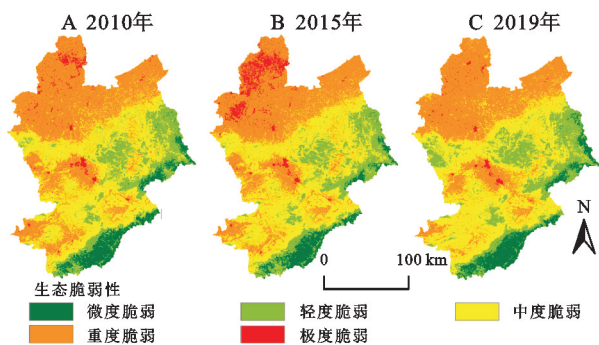 A 2010年 B 2015年 C 2019年
N
0 100 km
生态脆弱性
微度脆弱 轻度脆弱 中度脆弱
重度脆弱 极度脆弱